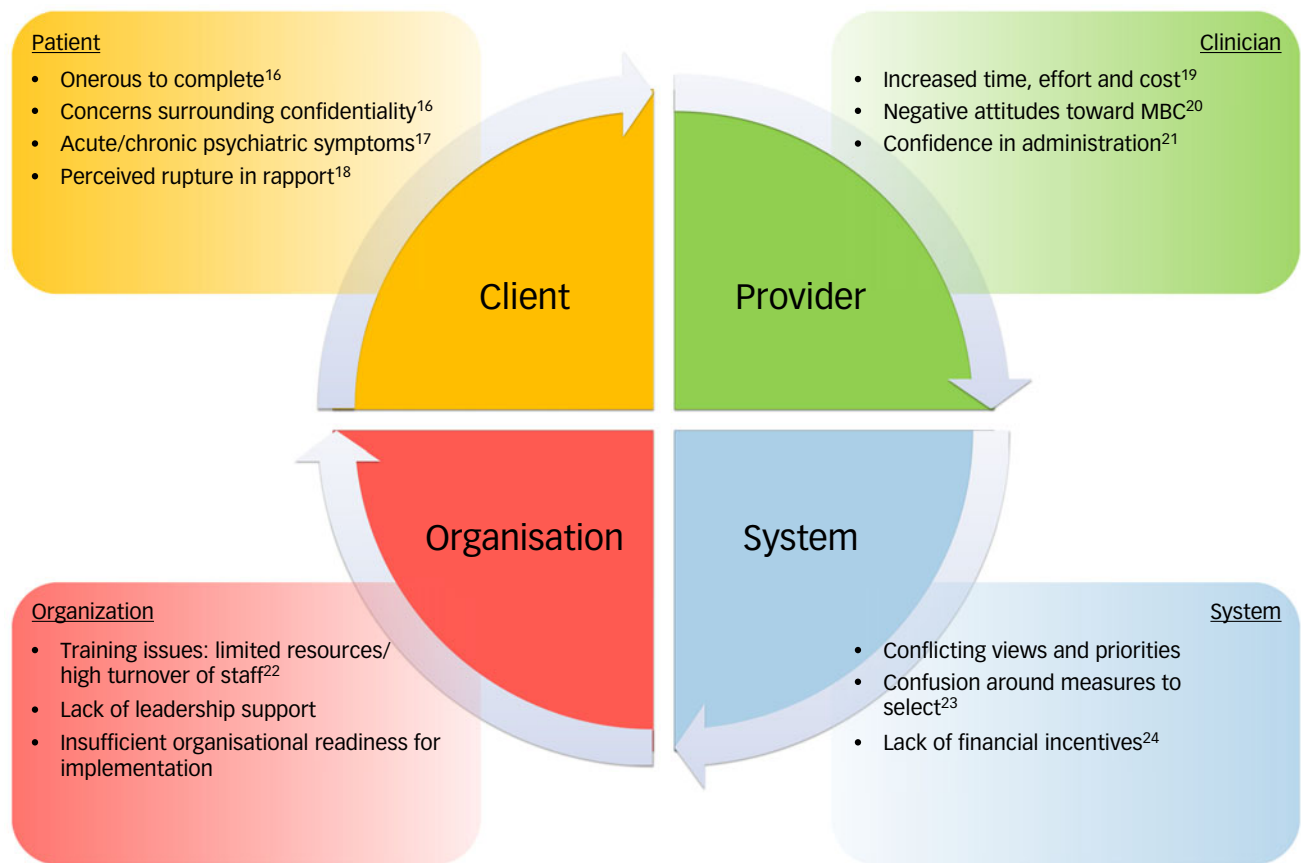 Patient
• Onerous to complete16
• Concerns surrounding confidentiality16
• Acute/chronic psychiatric symptoms17
• Perceived rupture in rapport18
Clinician
• Increased time, effort and cost19
• Negative attitudes toward MBC20
• Confidence in administration21
Client
Provider
Organisation
System
Organization
• Training issues: limited resources/
high turnover of staff22
• Lack of leadership support
• Insufficient organisational readiness for
implementation
System
• Conflicting views and priorities
• Confusion around measures to
select23
• Lack of financial incentives24